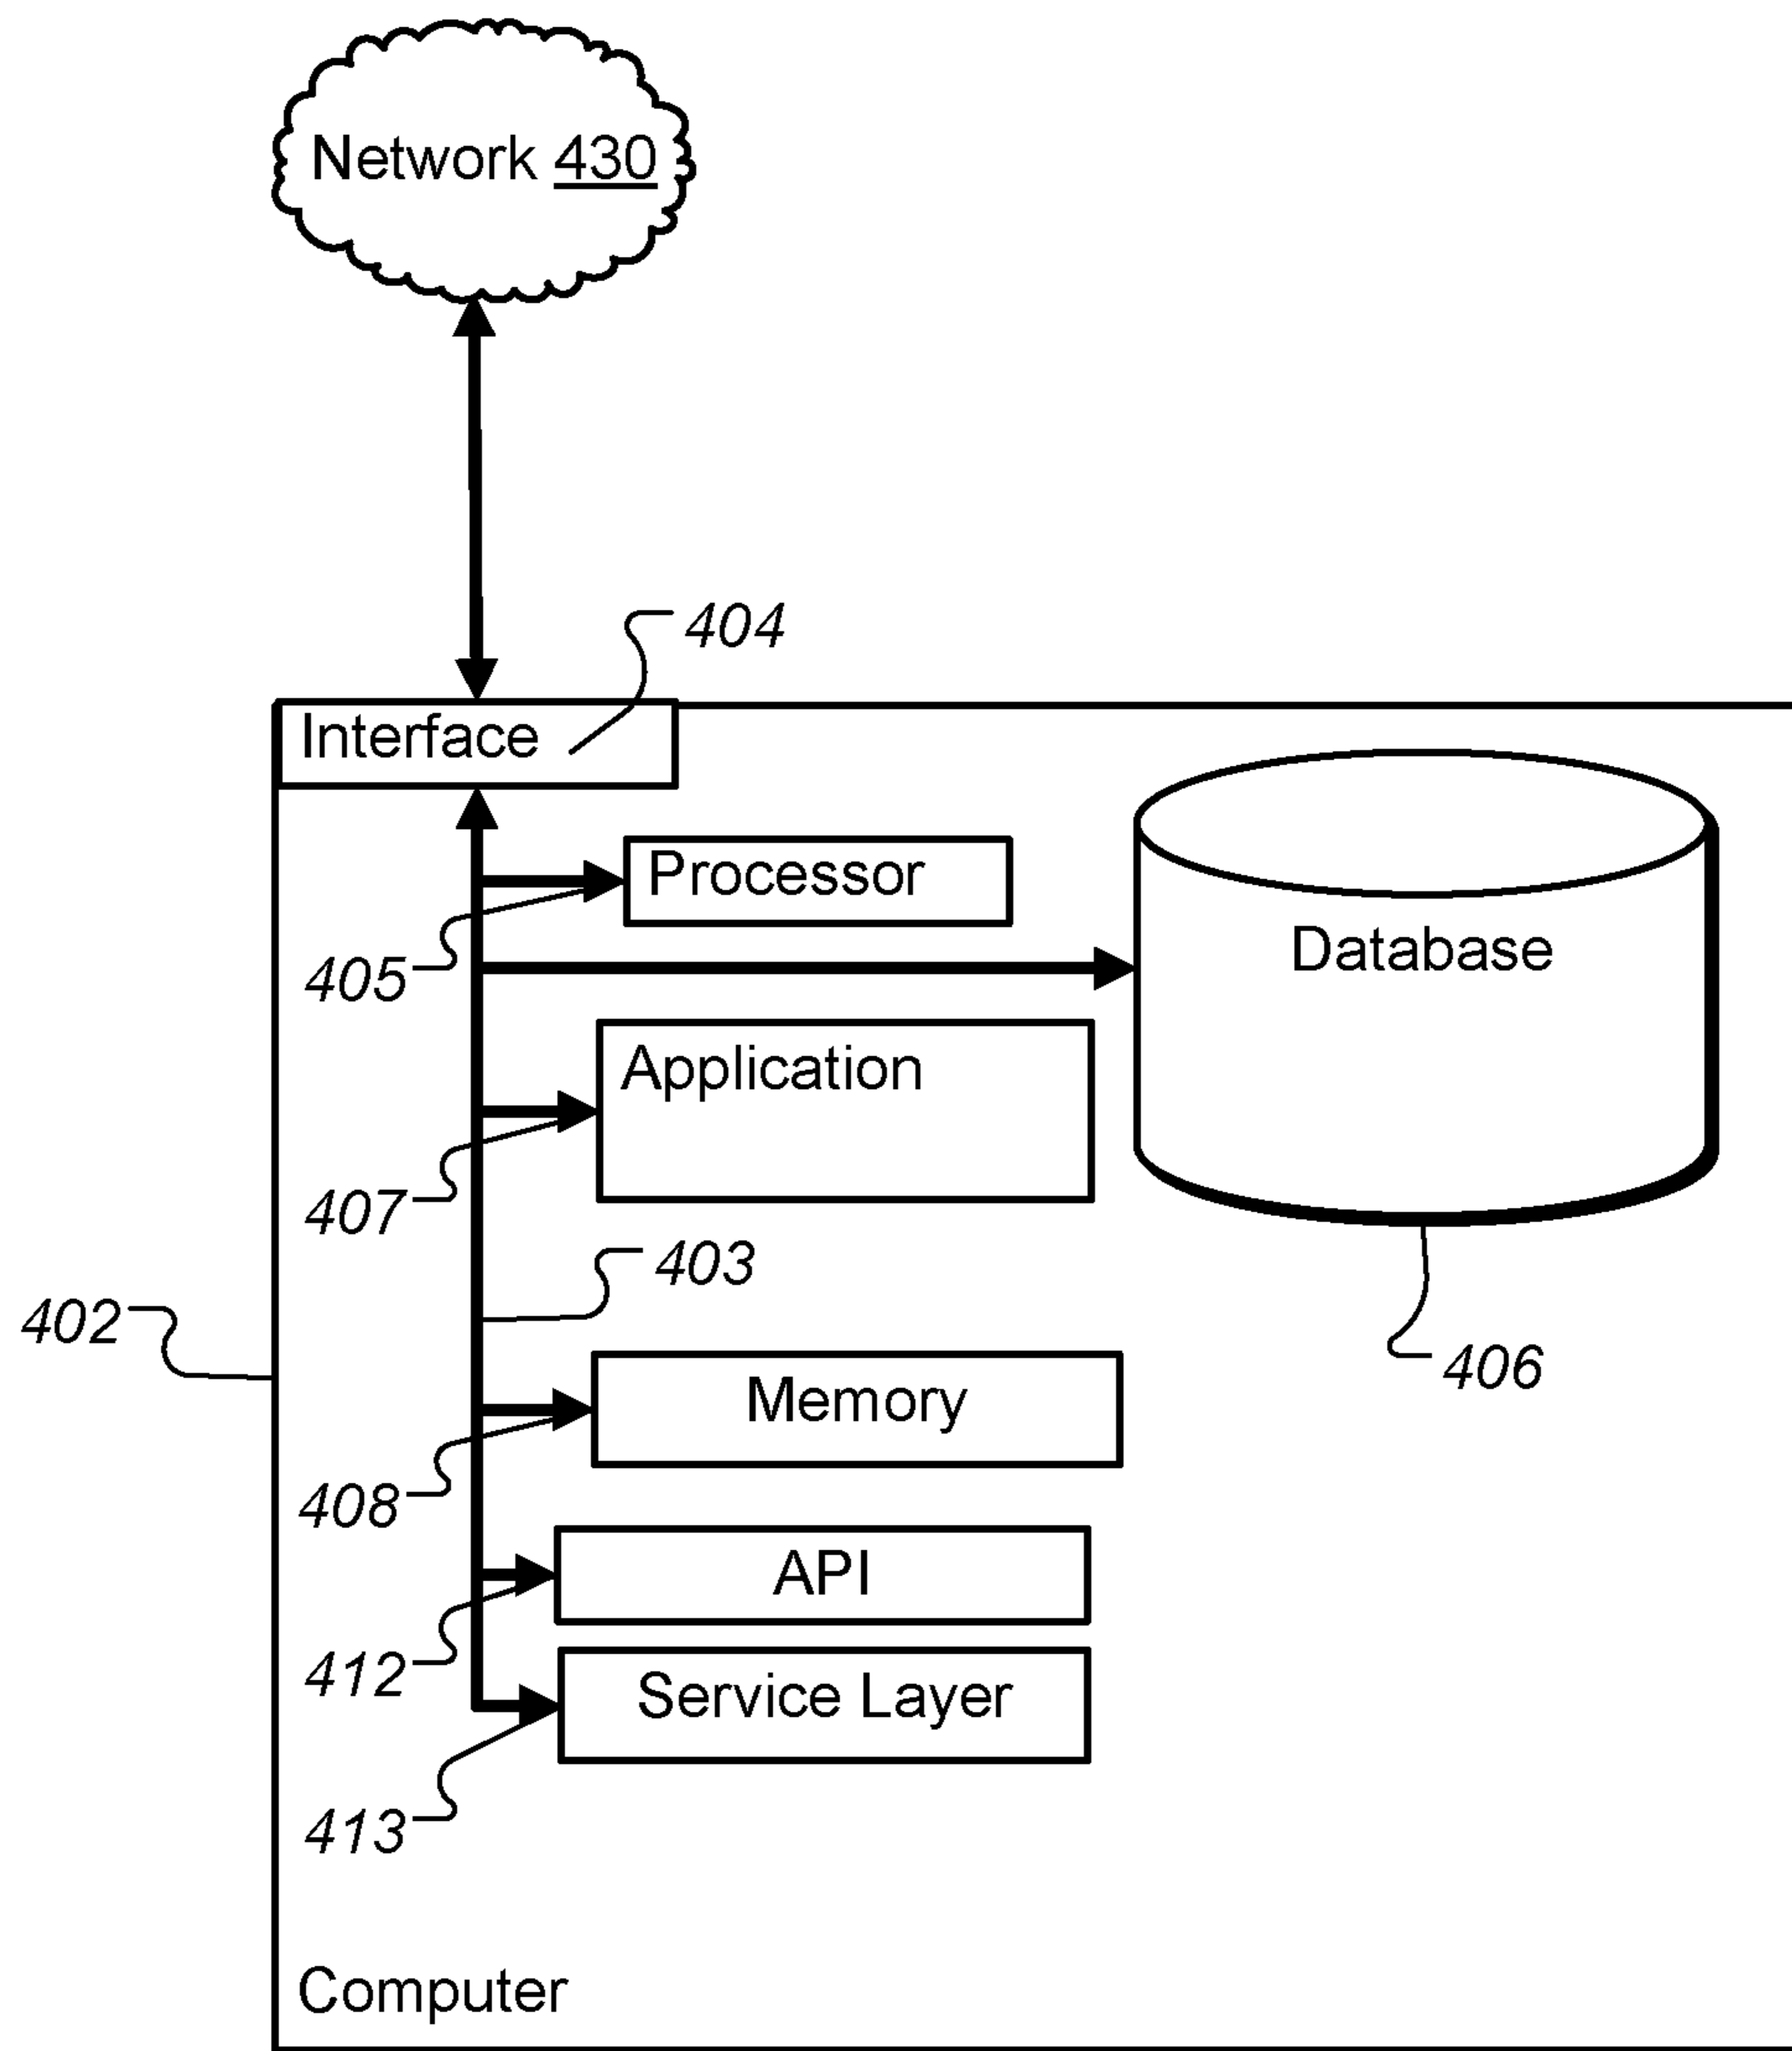 Network 430
404
Interface
Processor
405
Database
Application
407
403
402
406
Memory
408
API
412
Service Layer
413
Computer